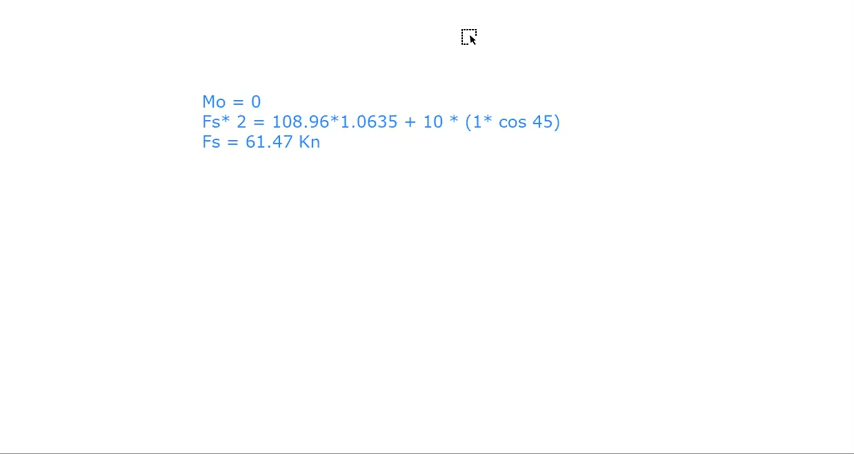 Mo = 0
Fs* 2 = 108.96*1.0635 + 10 * (1* cos 45)
Fs = 61.47 Kn